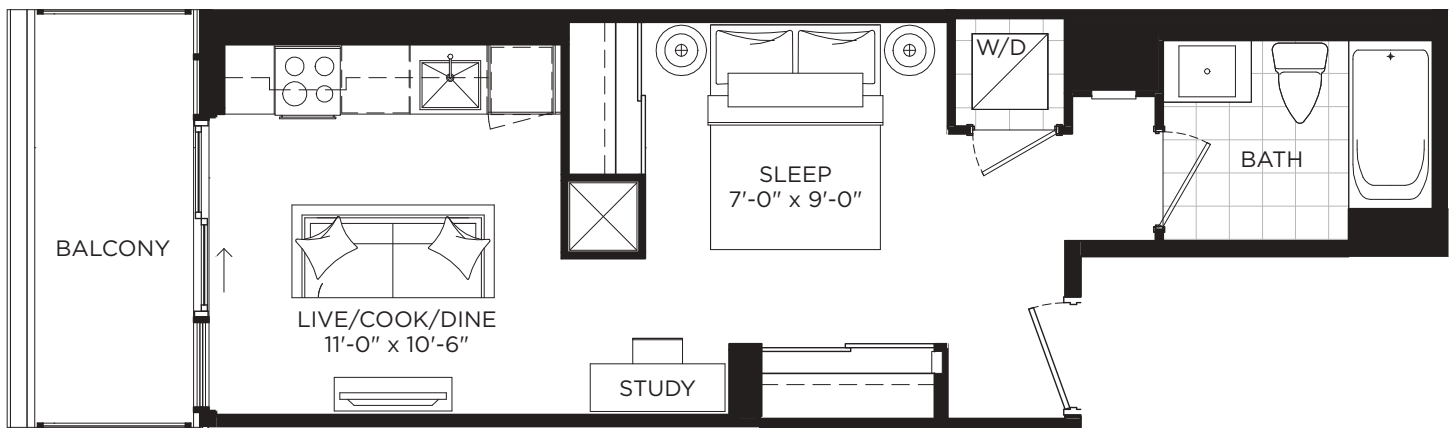 W/D
SLEEP
7'-0" x 9'-0"
BATH
BALCONY
LIVE/COOK/DINE
11'-0" x 10'-6"
STUDY